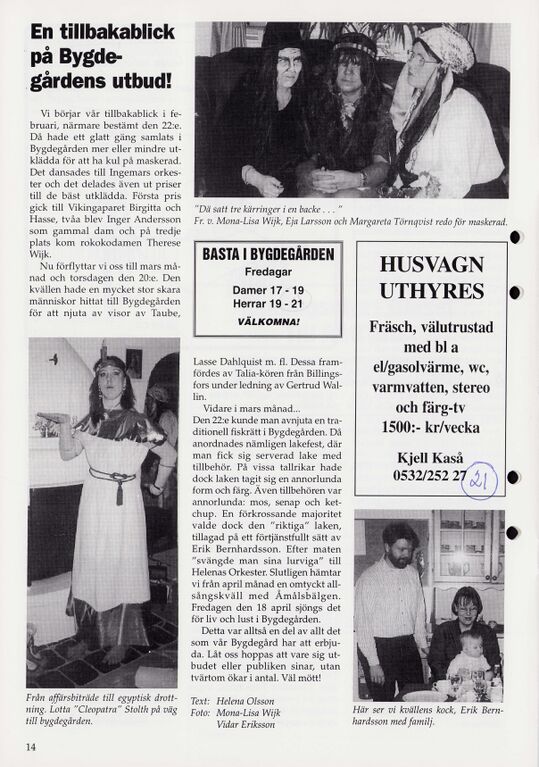 En tillbakablick
på Bygde-
gårdens utbud!
Vi börjar vår tillbakablick i fe-
bruari, närmare bestämt den 22:e.
Då hade ett glatt gäng samlats i
Bygdegården mer eller mindre ut-
klädda för att ha kul på maskerad.
Det dansades till Ingemars orkes-
ter och det delades även ut priser
till de bäst utklädda. Första pris
gick till Vikingaparet Birgitta och
Hasse, tvåa blev Inger Andersson
som gammal dam och på tredje
plats kom rokokodamen Therese
Wijk.
Nu förflyttar vi oss till mars må-
nad och torsdagen den 20:e. Den
kvällen hade en mycket stor skara
människor hittat till Bygdegården
för att njuta av visor av Taube,
"Då satt tre kärringer i en backe . . . "
Fr. v. Mona-Lisa Wijk, Eja Larsson och Margareta Törnqvist redo för maskerad.
BASTA I BYGDEGÅRDEN
Fredagar
Damer 17 - 19
Herrar 19 - 21
VÄLKOMNA!
HUSVAGN
UTHYRES
Fräsch, välutrustad
med bl a
el/gasolvärme, wc,
varmvatten, stereo
och färg-tv
1500:- kr/vecka
Kjell Kaså
0532/252 27
21
Lasse Dahlquist m. fl. Dessa fram-
fördes av Talia-kören från Billings-
fors under ledning av Gertrud Wal-
lin.
Vidare i mars månad...
Den 22:e kunde man avnjuta en tra-
ditionell fiskrätt i Bygdegården. Då
anordnades nämligen lakefest, där
man fick sig serverad lake med
tillbehör. På vissa tallrikar hade
dock laken tagit sig en annorlunda
form och färg. Även tillbehören var
annorlunda: mos, senap och ket-
chup. En förkrossande majoritet
valde dock den "riktiga" laken,
tillagad på ett förtjänstfullt sätt av
Erik Bernhardsson. Efter maten
"svängde man sina lurviga" till
Helenas Orkester. Slutligen hämtar
vi från april månad en omtyckt all-
sångskväll med Åmålsbälgen.
Fredagen den 18 april sjöngs det
för liv och lust i Bygdegården.
Detta var alltså en del av allt det
som vår Bygdegård har att erbju-
da. Låt oss hoppas att vare sig ut-
budet eller publiken sinar, utan
tvärtom ökar i antal. Väl mött!
Text: Helena Olsson
Foto: Mona-Lisa Wijk
Vidar Eriksson
Från affärsbiträde till egyptisk drott-
ning. Lotta "Cleopatra" Stolth på väg
till bygdegården.
Här ser vi kvällens kock, Erik Bern-
hardsson med familj.
14